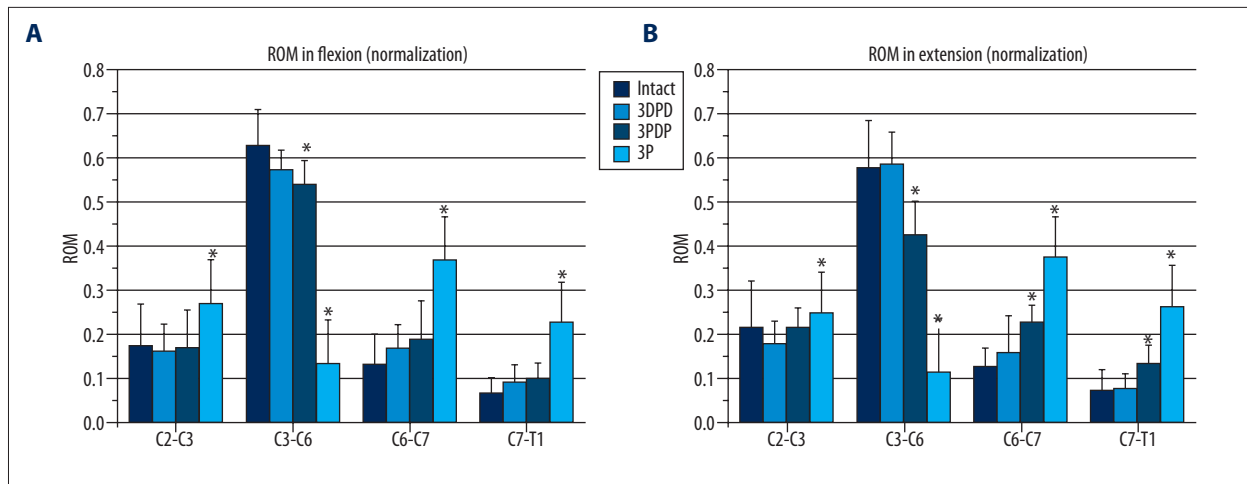 A
ROM in flexion (normalization)
0.8
0.7
0.6
0.5
0.4
0.3
0.2
0.1
0.0
ROM
*
*
*
*
*
C2-C3
C3-C6
C6-C7
C7-T1
Intact
3DPD
3PDP
3P
B
ROM in extension (normalization)
0.8
0.7
0.6
0.5
0.4
0.3
0.2
0.1
0.0
ROM
*
*
*
*
*
*
*
C2-C3
C3-C6
C6-C7
C7-T1